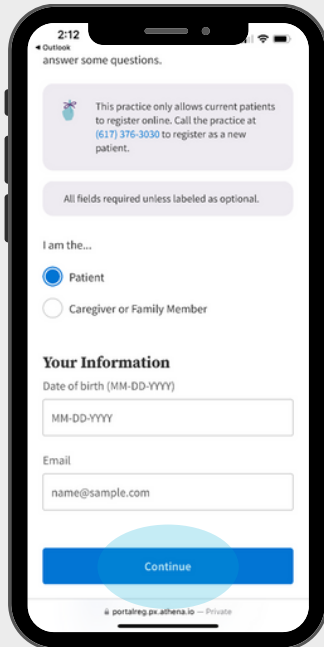 2:12
◀ Outlook
answer some questions.
This practice only allows current patients
to register online. Call the practice at
(617) 376-3030 to register as a new
patient.
All fields required unless labeled as optional.
I am the...
Patient
Caregiver or Family Member
Your Information
Date of birth (MM-DD-YYYY)
MM-DD-YYYY
Email
name@sample.com
Continue
portalreg.px.athena.io — Private